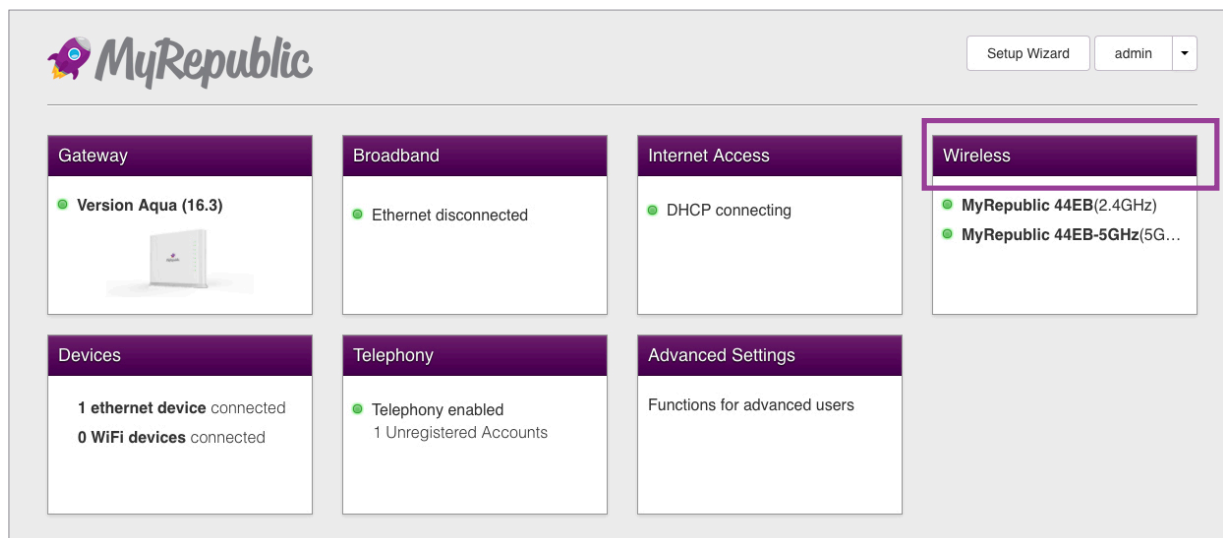 MyRepublic
Setup Wizard
admin
Gateway
Version Aqua (16.3)
Broadband
Ethernet disconnected
Internet Access
DHCP connecting
Wireless
MyRepublic 44EB(2.4GHz)
MyRepublic 44EB-5GHz(5G...
Devices
1 ethernet device connected
0 WiFi devices connected
Telephony
Telephony enabled
1 Unregistered Accounts
Advanced Settings
Functions for advanced users